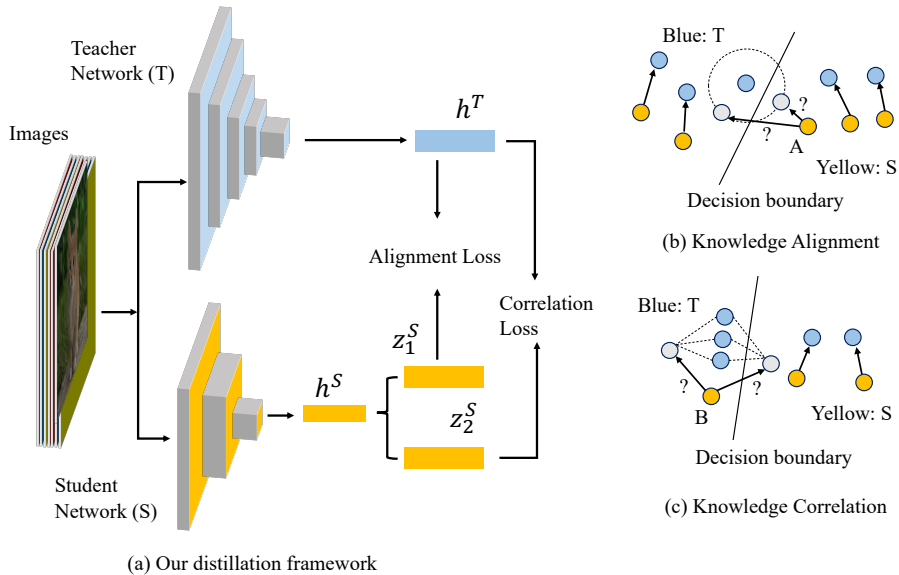 Teacher
Network (T)
Images
h^T
Alignment Loss
Correlation
Loss
z_1^S
h^S
z_2^S
Student
Network (S)
(a) Our distillation framework
Blue: T
?
?
A
Yellow: S
Decision boundary
(b) Knowledge Alignment
Blue: T
?
?
B
Yellow: S
Decision boundary
(c) Knowledge Correlation